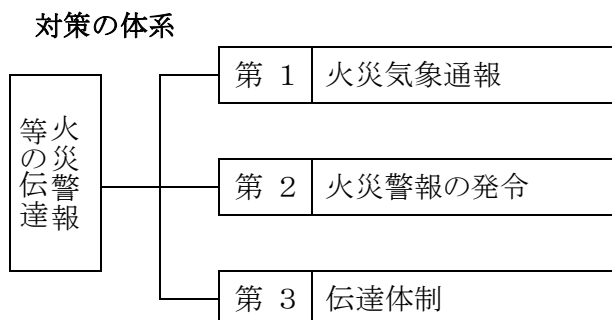 対策の体系
火災警報
等の伝達
第 1 火災気象通報
第 2 火災警報の発令
第 3 伝達体制